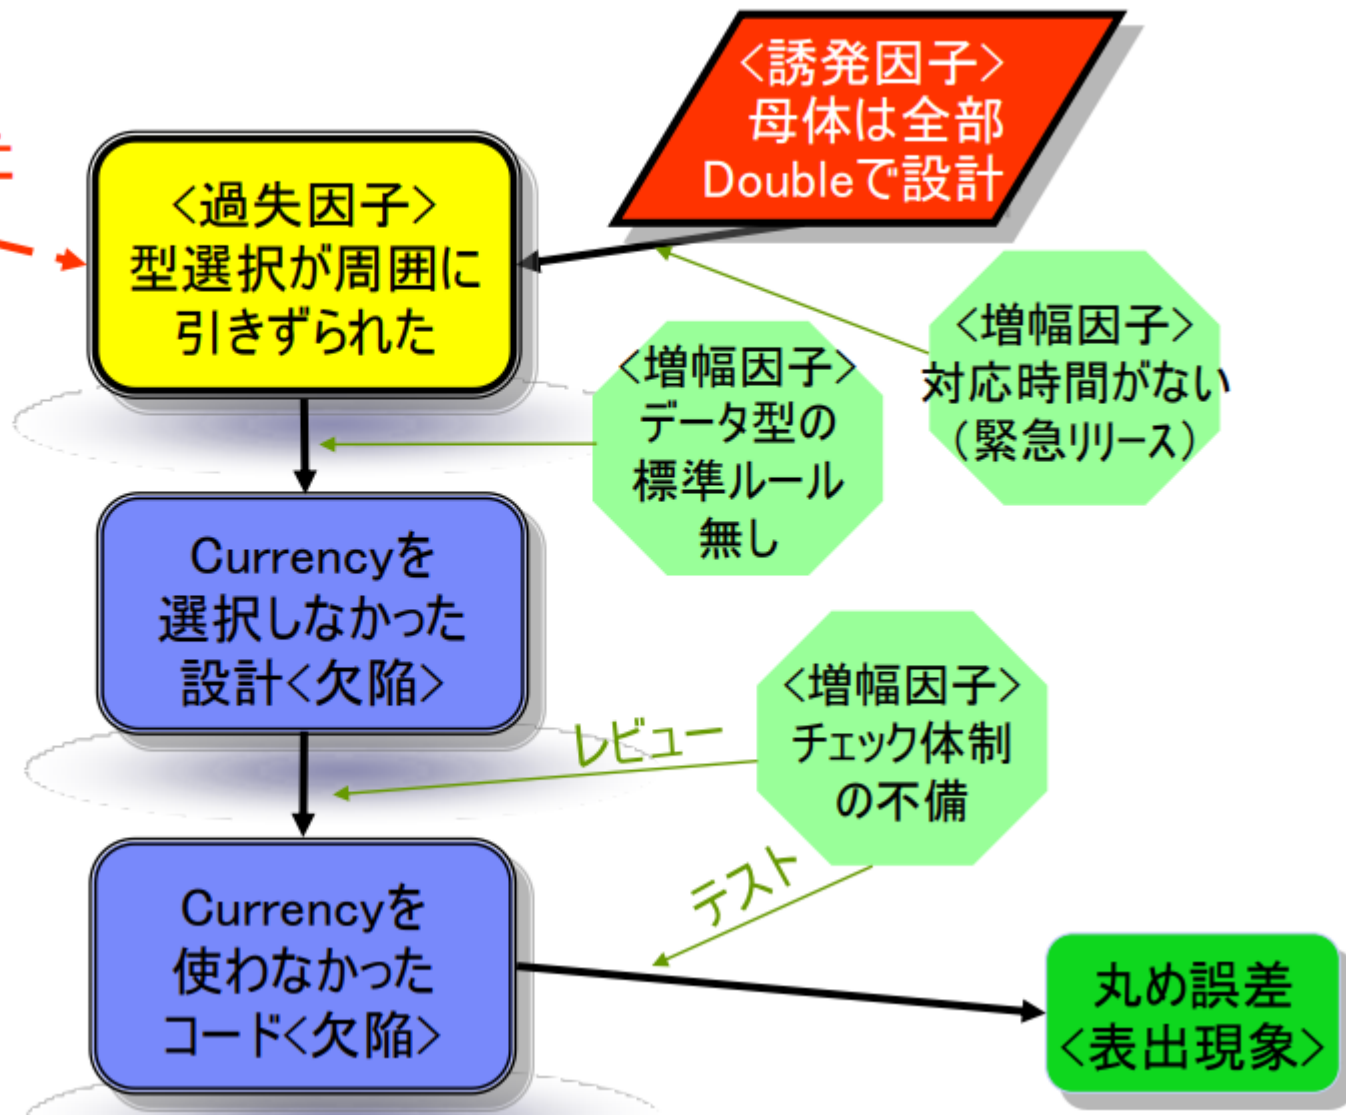 <誘発因子>
母体は全部
Doubleで設計
<過失因子>
型選択が周囲に
引きずられた
<増幅因子>
対応時間がない
（緊急リリース）
<増幅因子>
データ型の
標準ルール
無し
Currencyを
選択しなかった
設計<欠陥>
<増幅因子>
チェック体制
の不備
レビュー
テスト
Currencyを
使わなかった
コード<欠陥>
丸め誤差
<表出現象>